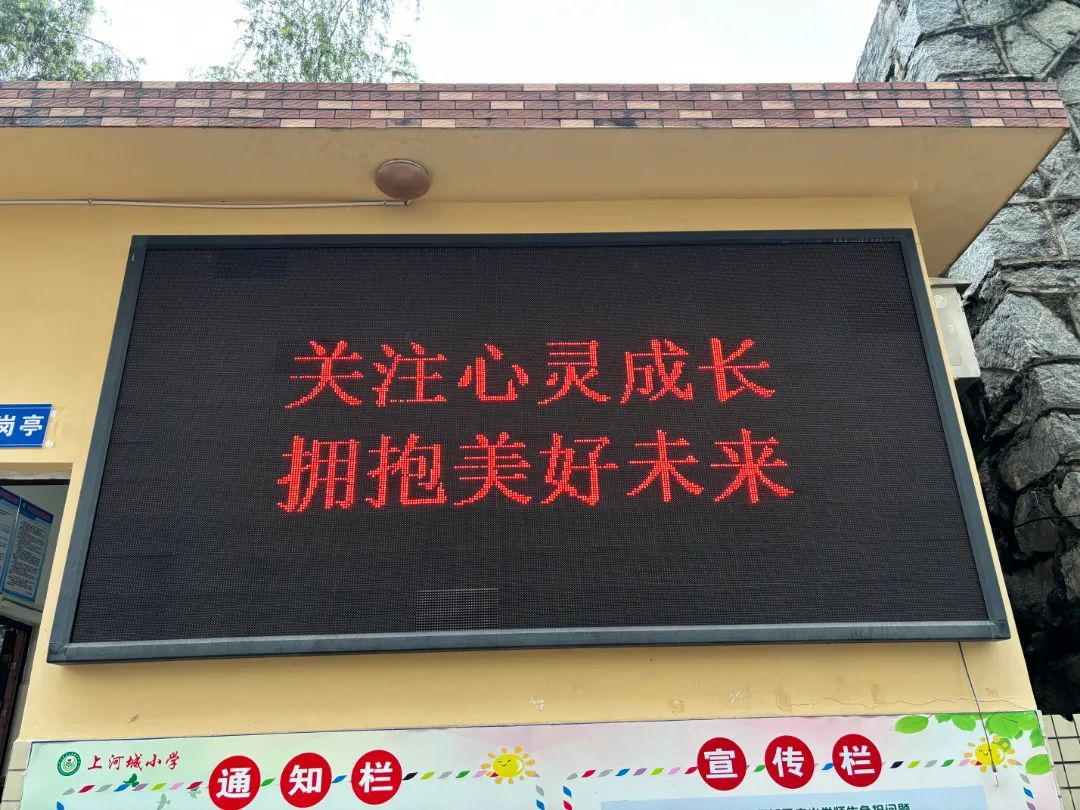 关注心灵成长
拥抱美好未来
岗亭
上河城小学
通知栏
宣传栏